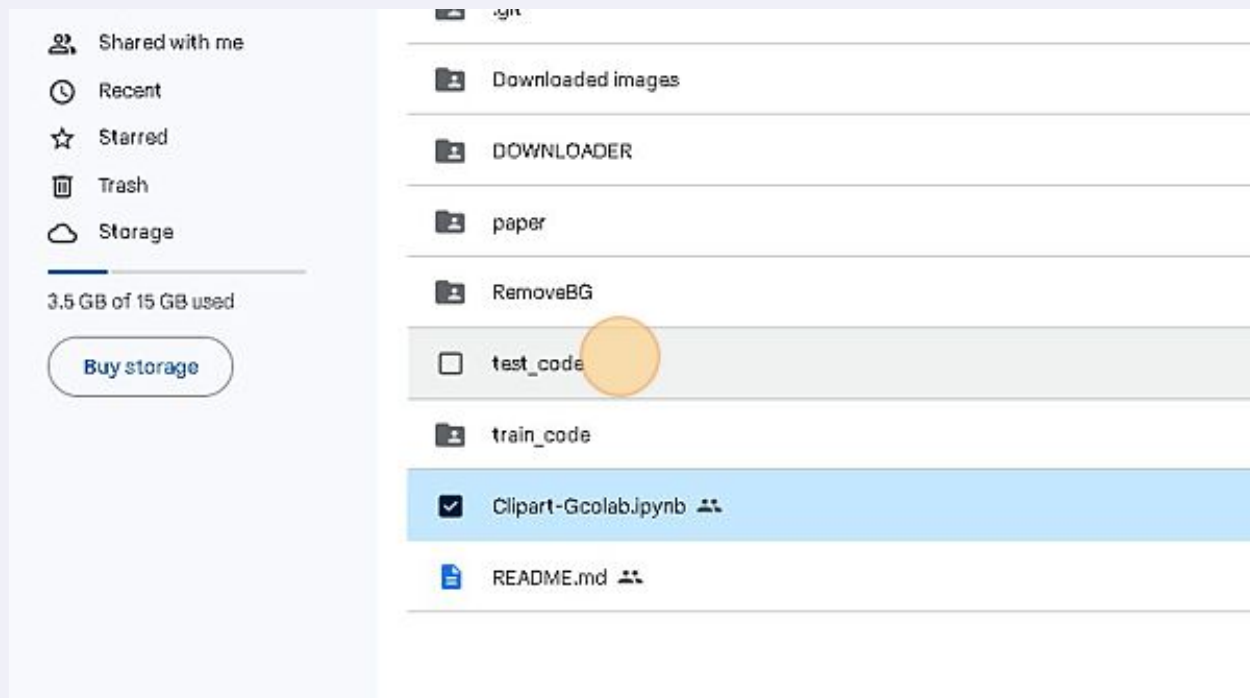 Shared with me
Recent
Starred
Trash
Storage
3.5 GB of 15 GB used
Buy storage
.git
Downloaded images
DOWNLOADER
paper
RemoveBG
test_code
train_code
Clipart-Gcolab.ipynb
README.md